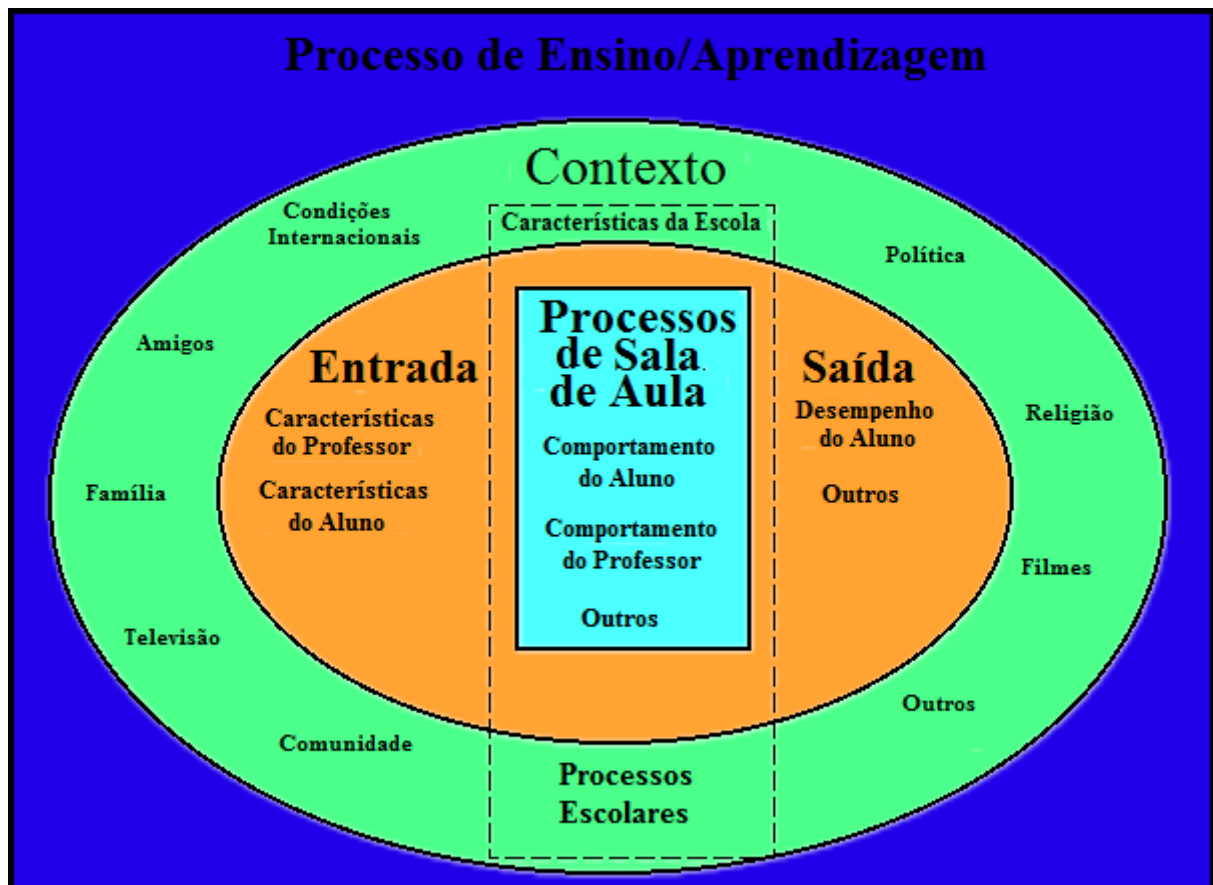 Processo de Ensino/Aprendizagem
Contexto
Características da Escola
Condições
Internacionais
Política
Amigos
Religião
Família
Filmes
Televisão
Outros
Comunidade
Entrada
Características
do Professor
Características
do Aluno
Processos
de Sala.
de Aula
Comportamento
do Aluno
Comportamento
do Professor
Outros
Saída
Desempenho
do Aluno
Outros
Processos
Escolares